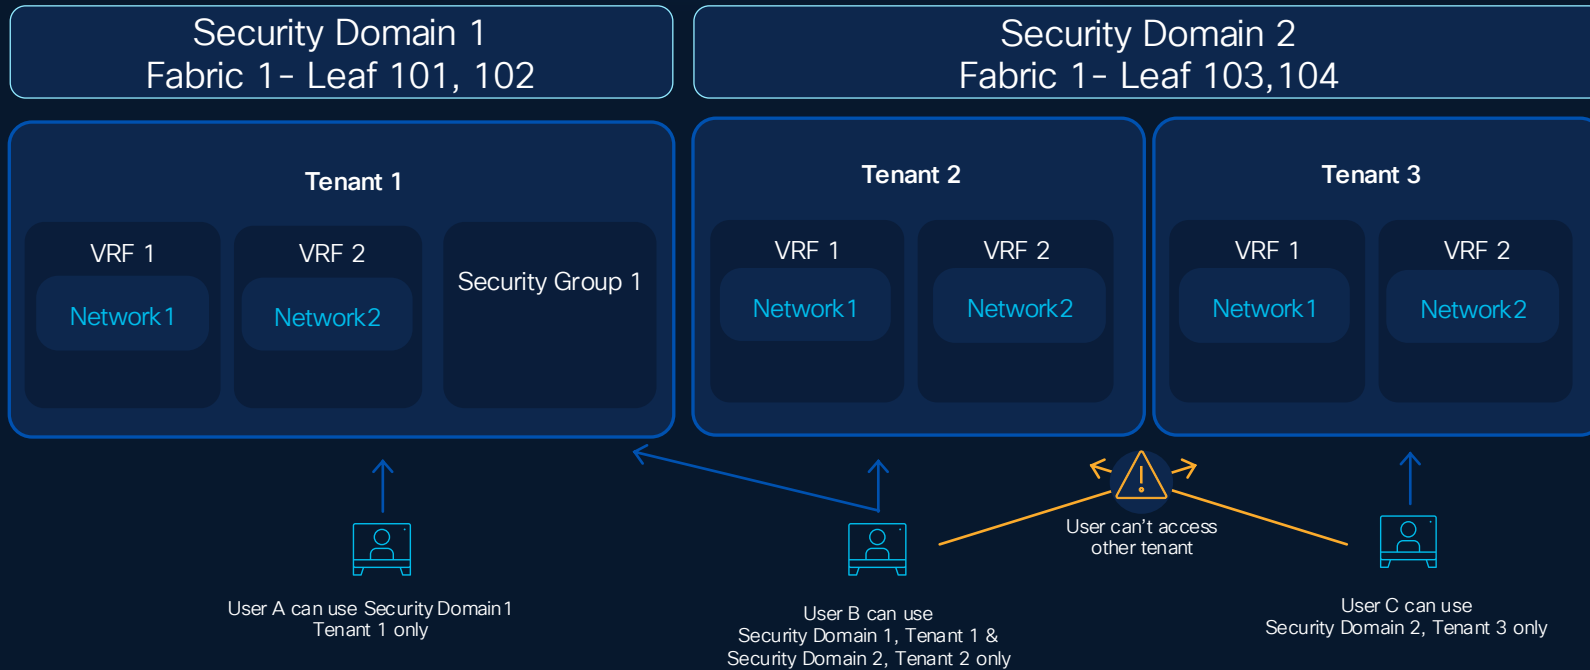 Security Domain 1
Fabric 1- Leaf 101, 102
Security Domain 2
Fabric 1- Leaf 103,104
Tenant 1
VRF 1
Network1
VRF 2
Network2
Security Group 1
Tenant 2
VRF 1
Network1
VRF 2
Network2
Tenant 3
VRF 1
Network1
VRF 2
Network2
User can't access
other tenant
User A can use Security Domain1
Tenant 1 only
User B can use
Security Domain 1, Tenant 1 &
Security Domain 2, Tenant 2 only
User C can use
Security Domain 2, Tenant 3 only